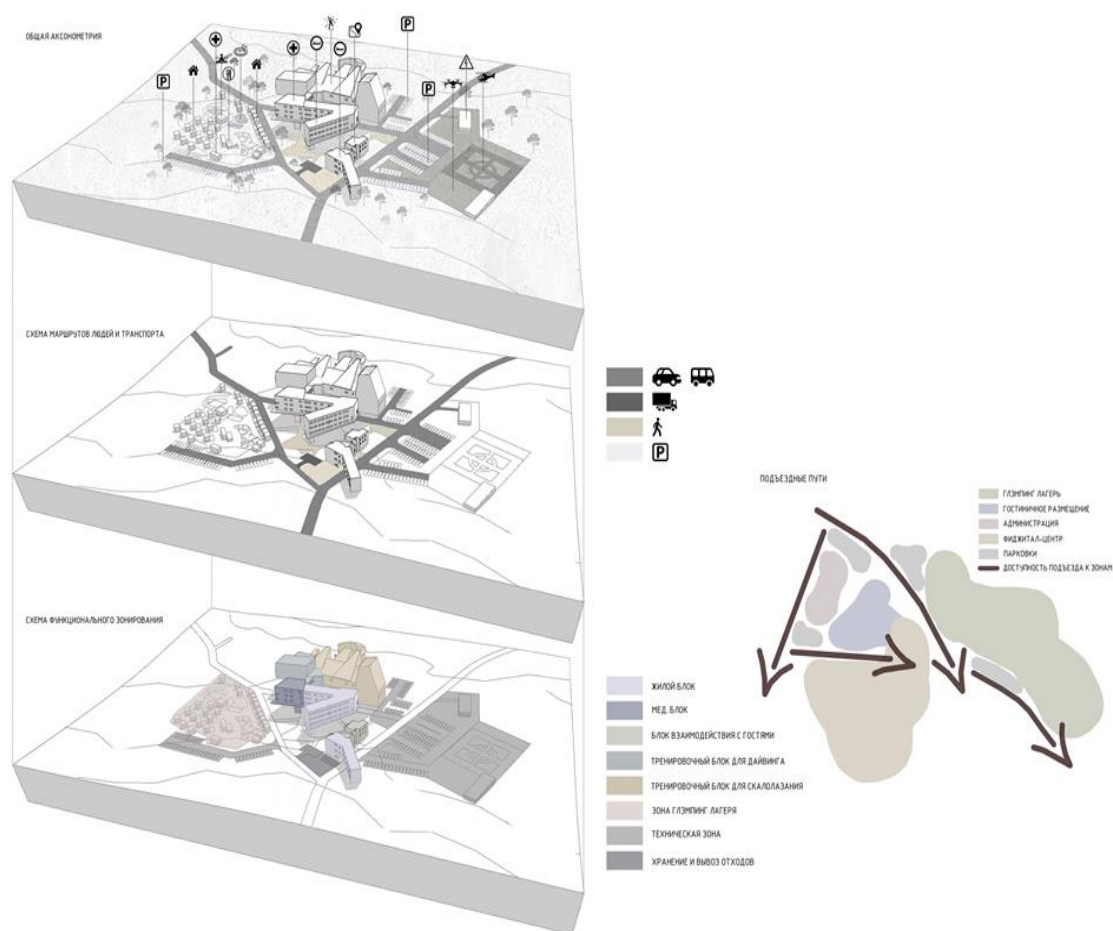 ОБЩАЯ АКСОНОМЕТРИЯ
P
P
P
СХЕМА МАРШРУТОВ ЛЮДЕЙ И ТРАНСПОРТА
P
СХЕМА ФУНКЦИОНАЛЬНОГО ЗОНИРОВАНИЯ
ЖИЛОЙ БЛОК
МЕД. БЛОК
БЛОК ВЗАИМОДЕЙСТВИЯ С ГОСТЯМИ
ТРЕНИРОВОЧНЫЙ БЛОК ДЛЯ ДАЙВИНГА
ТРЕНИРОВОЧНЫЙ БЛОК ДЛЯ СКАЛОЛАЗАНИЯ
ЗОНА ГЛЭМПИНГ ЛАГЕРЯ
ТЕХНИЧЕСКАЯ ЗОНА
ХРАНЕНИЕ И ВЫВОЗ ОТХОДОВ
ПОДЪЕЗДНЫЕ ПУТИ
ГЛЭМПИНГ ЛАГЕРЬ
ГОСТИНИЧНОЕ РАЗМЕЩЕНИЕ
АДМИНИСТРАЦИЯ
ФИДЖИТАЛ-ЦЕНТР
ПАРКОВКИ
ДОСТУПНОСТЬ ПОДЪЕЗДА К ЗОНАМ